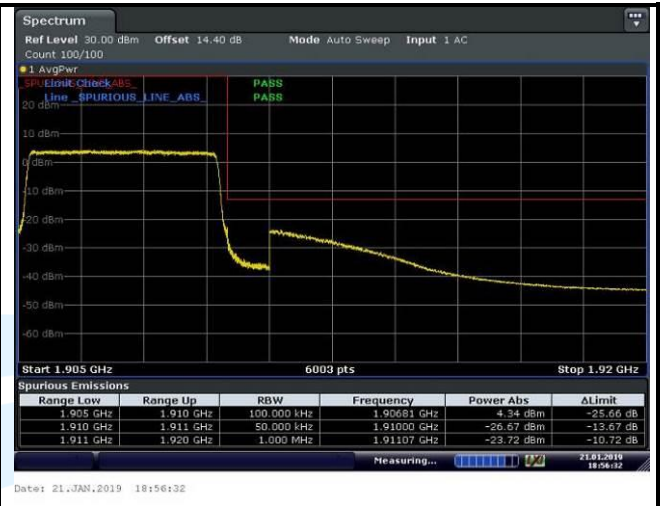 Spectrum
Ref Level 30.00 dBm Offset 14.40 dB Mode Auto Sweep Input 1 AC
Count 100/100
1 AvgPwr
Limit Check PASS
Line _SPURIOUS_LINE_ABS_ PASS
20 dBm
10 dBm
0 dBm
-10 dBm
-20 dBm
-30 dBm
-40 dBm
-50 dBm
-60 dBm
Start 1.905 GHz 6003 pts Stop 1.92 GHz
Spurious Emissions
Range Low Range Up RBW Frequency Power Abs ΔLimit
1.905 GHz 1.910 GHz 100.000 kHz 1.90681 GHz 4.34 dBm -25.66 dB
1.910 GHz 1.911 GHz 50.000 kHz 1.91000 GHz -26.67 dBm -13.67 dB
1.911 GHz 1.920 GHz 1.000 MHz 1.91107 GHz -23.72 dBm -10.72 dB
Measuring... 21.01.2019
18:56:32
Date: 21.JAN.2019 18:56:32